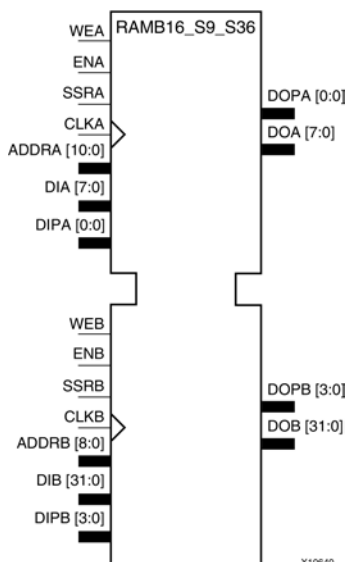 RAMB16_S9_S36
WEA
ENA
SSRA
CLKA
ADDRA [10:0]
DIA [7:0]
DIPA [0:0]
DOPA [0:0]
DOA [7:0]
WEB
ENB
SSRB
CLKB
ADDRB [8:0]
DIB [31:0]
DIPB [3:0]
DOPB [3:0]
DOB [31:0]